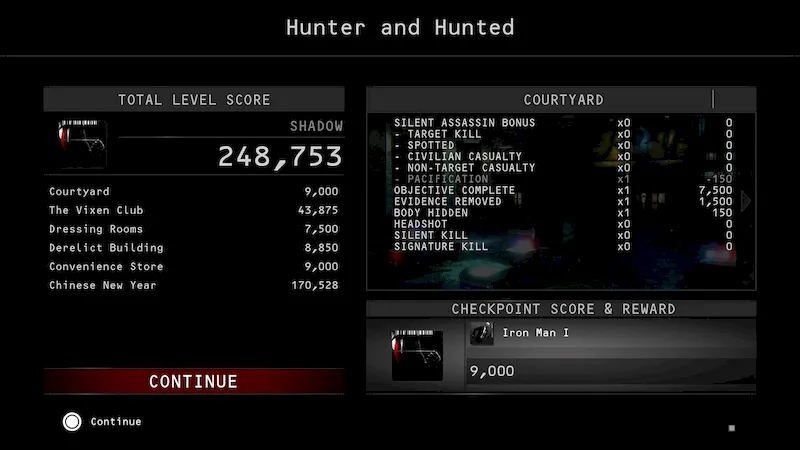 Hunter and Hunted
TOTAL LEVEL SCORE
SHADOW
248,753
Courtyard 9,000
The Vixen Club 43,875
Dressing Rooms 7,500
Derelict Building 8,850
Convenience Store 9,000
Chinese New Year 170,528
CONTINUE
Continue
COURTYARD
SILENT ASSASSIN BONUS x0 0
- TARGET KILL x0 0
- SPOTTED x0 0
- CIVILIAN CASUALTY x0 0
- NON-TARGET CASUALTY x0 0
- PACIFICATION x1 -150
OBJECTIVE COMPLETE x1 7,500
EVIDENCE REMOVED x1 1,500
BODY HIDDEN x1 150
HEADSHOT x0 0
SILENT KILL x0 0
SIGNATURE KILL x0 0
CHECKPOINT SCORE & REWARD
Iron Man I
9,000